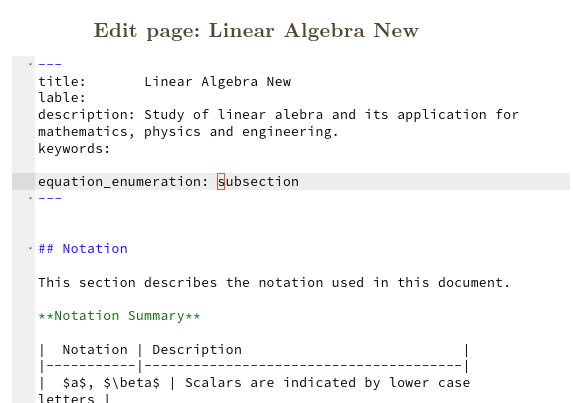 Edit page: Linear Algebra New
---
title:       Linear Algebra New
lable:
description: Study of linear alebra and its application for
mathematics, physics and engineering.
keywords:
equation_enumeration: subsection
---
## Notation
This section describes the notation used in this document.
**Notation Summary**
|  Notation | Description                            |
|-----------|---------------------------------------|
|  $a$, $\beta$ | Scalars are indicated by lower case
letters |